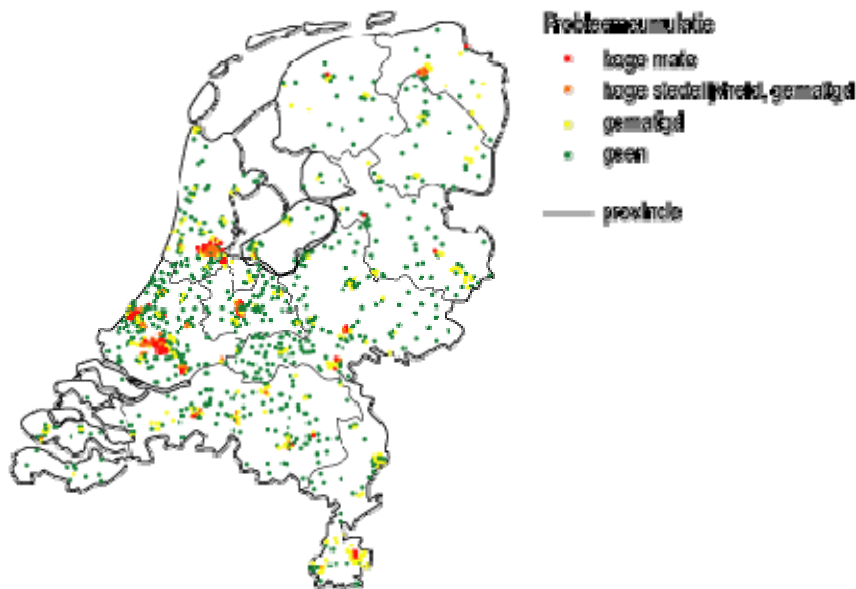 Probleemcumulatie
hoge mate
hoge stedelijkheid, gematigd
gematigd
geen
provincie